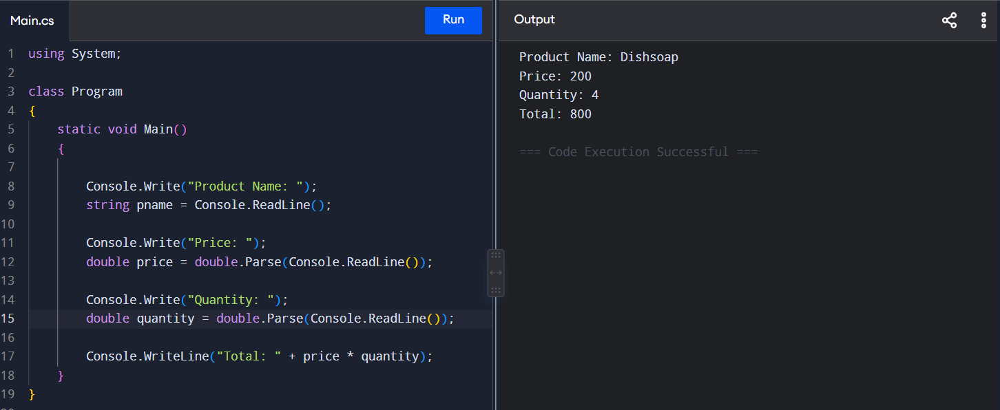 Main.cs
Run
1 using System;
2
3 class Program
4 {
5     static void Main()
6     {
7
8         Console.Write("Product Name: ");
9         string pname = Console.ReadLine();
10
11         Console.Write("Price: ");
12         double price = double.Parse(Console.ReadLine());
13
14         Console.Write("Quantity: ");
15         double quantity = double.Parse(Console.ReadLine());
16
17         Console.WriteLine("Total: " + price * quantity);
18     }
19 }
Output
Product Name: Dishsoap
Price: 200
Quantity: 4
Total: 800
=== Code Execution Successful ===